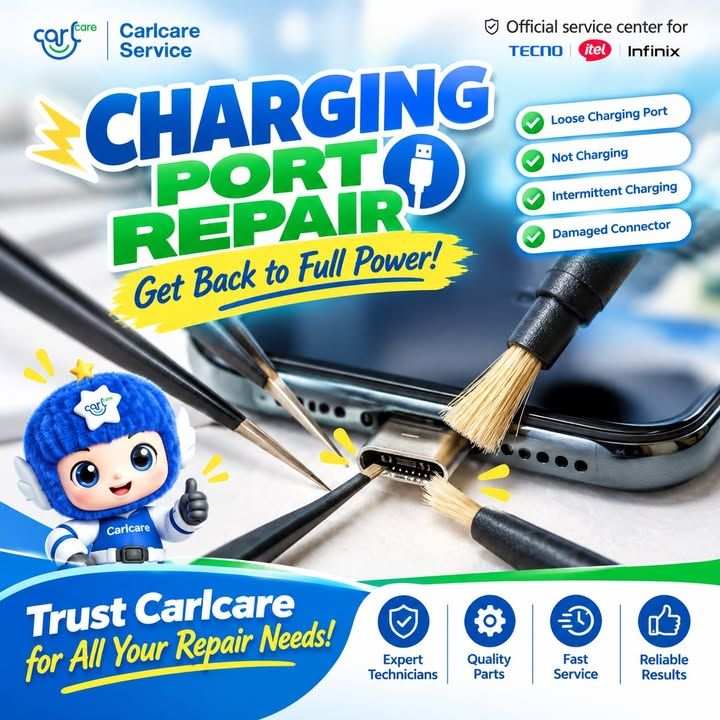 carlcare
Carlcare
Service
Official service center for
TECNO itel Infinix
CHARGING
PORT
REPAIR
Get Back to Full Power!
Loose Charging Port
Not Charging
Intermittent Charging
Damaged Connector
carlcare
Carlcare
Trust Carlcare
for All Your Repair Needs!
Expert
Technicians
Quality
Parts
Fast
Service
Reliable
Results